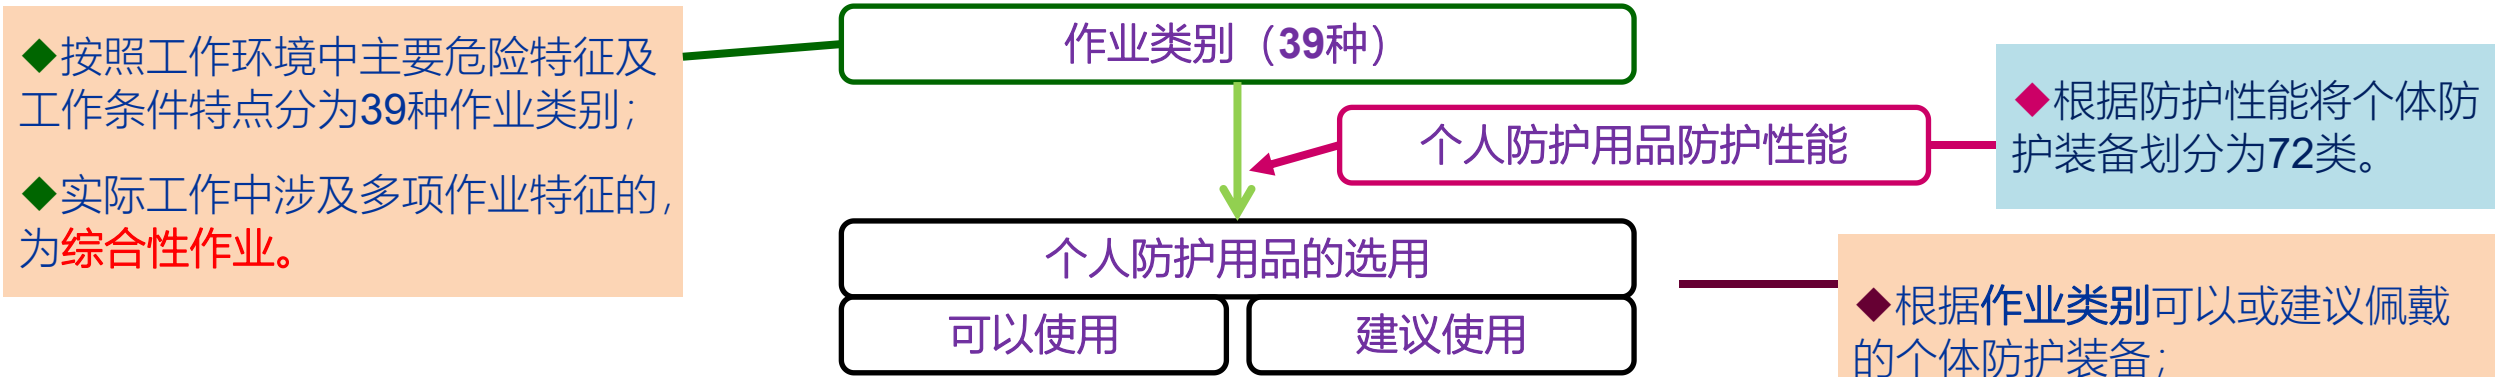 ◆按照工作环境中主要危险特征及
工作条件特点分为39种作业类别；
◆实际工作中涉及多项作业特征的，
为综合性作业。
作业类别（39种）
个人防护用品防护性能
◆根据防护性能将个体防
护装备划分为72类。
个人防护用品的选用
可以使用
建议使用
◆根据作业类别可以或建议佩戴
的个体防护装备；